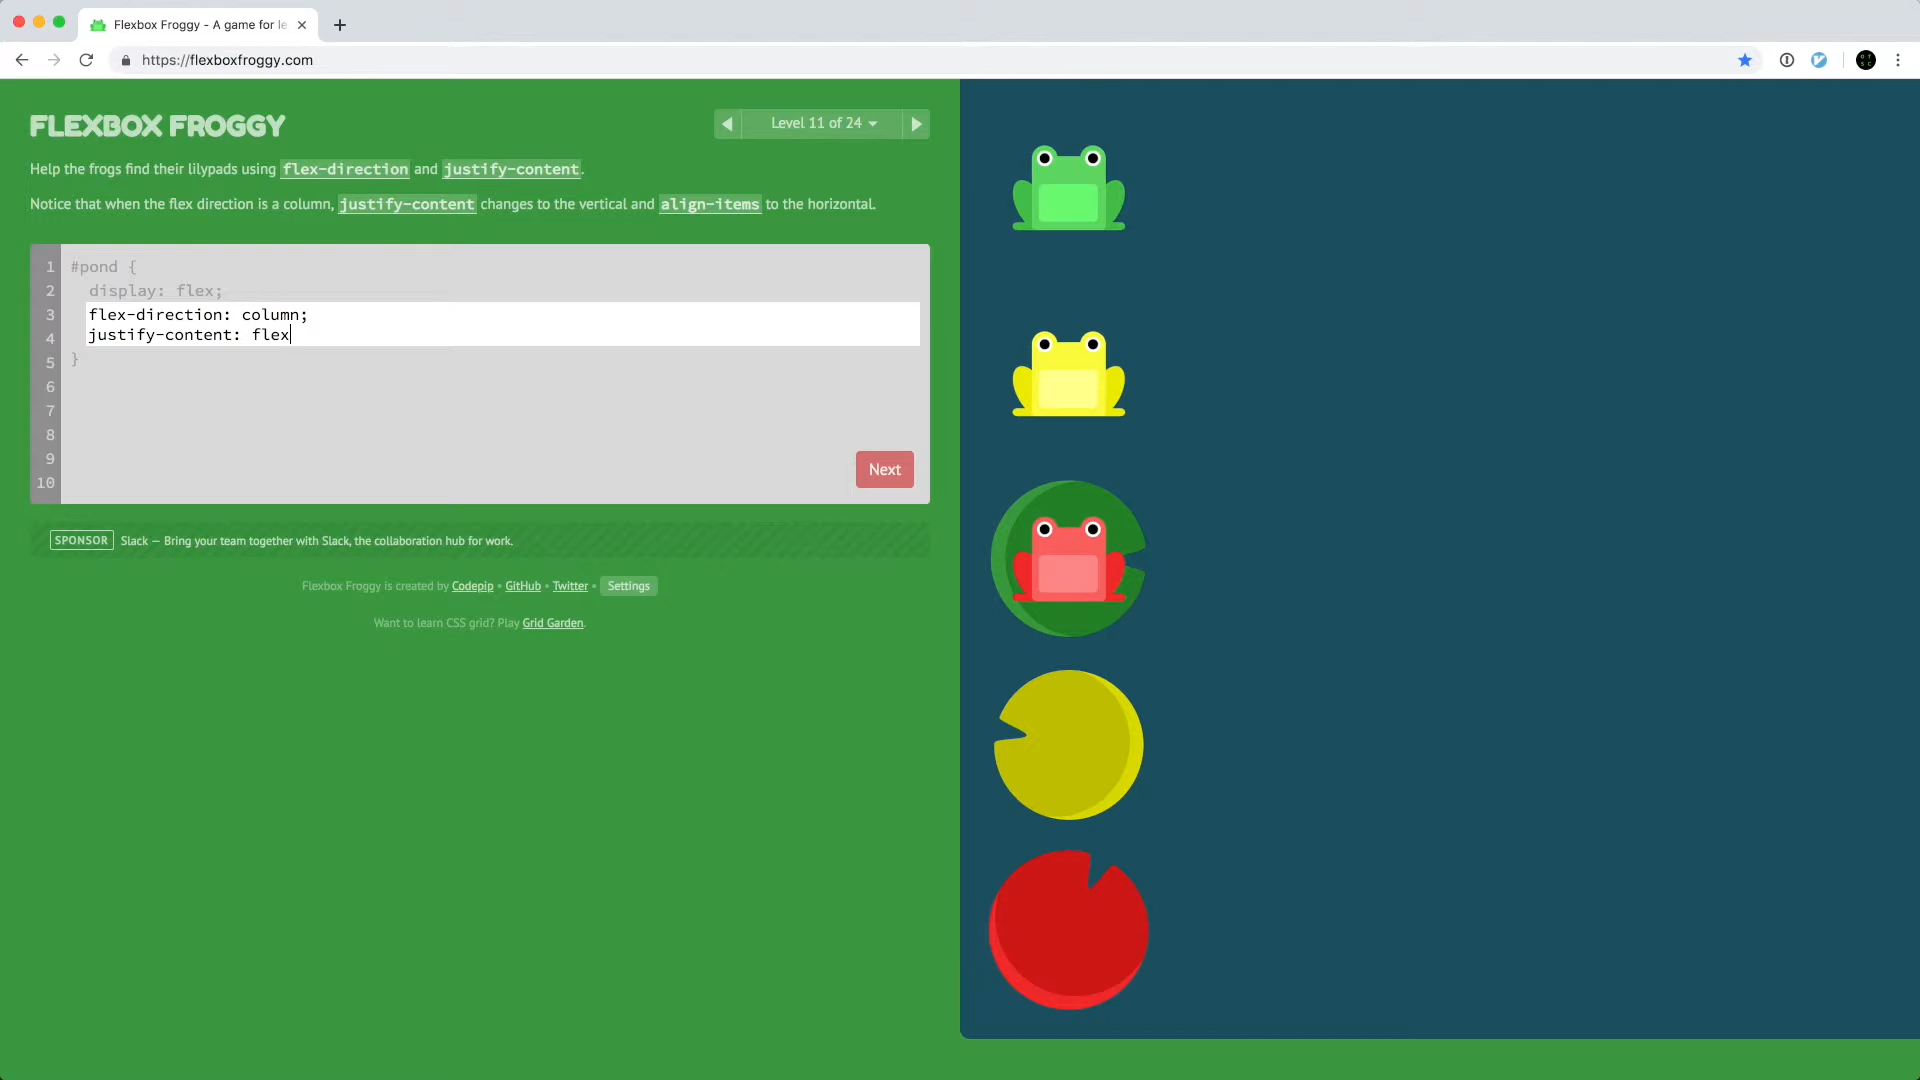 Flexbox Froggy - A game for le
https://flexboxfroggy.com
FLEXBOX FROGGY
Level 11 of 24
Help the frogs find their lilypads using flex-direction and justify-content.
Notice that when the flex direction is a column, justify-content changes to the vertical and align-items to the horizontal.
1 #pond {
2 display: flex;
3 flex-direction: column;
4 justify-content: flex
5 }
6
7
8
9
10
Next
SPONSOR Slack — Bring your team together with Slack, the collaboration hub for work.
Flexbox Froggy is created by Codepip • GitHub • Twitter • Settings
Want to learn CSS grid? Play Grid Garden.